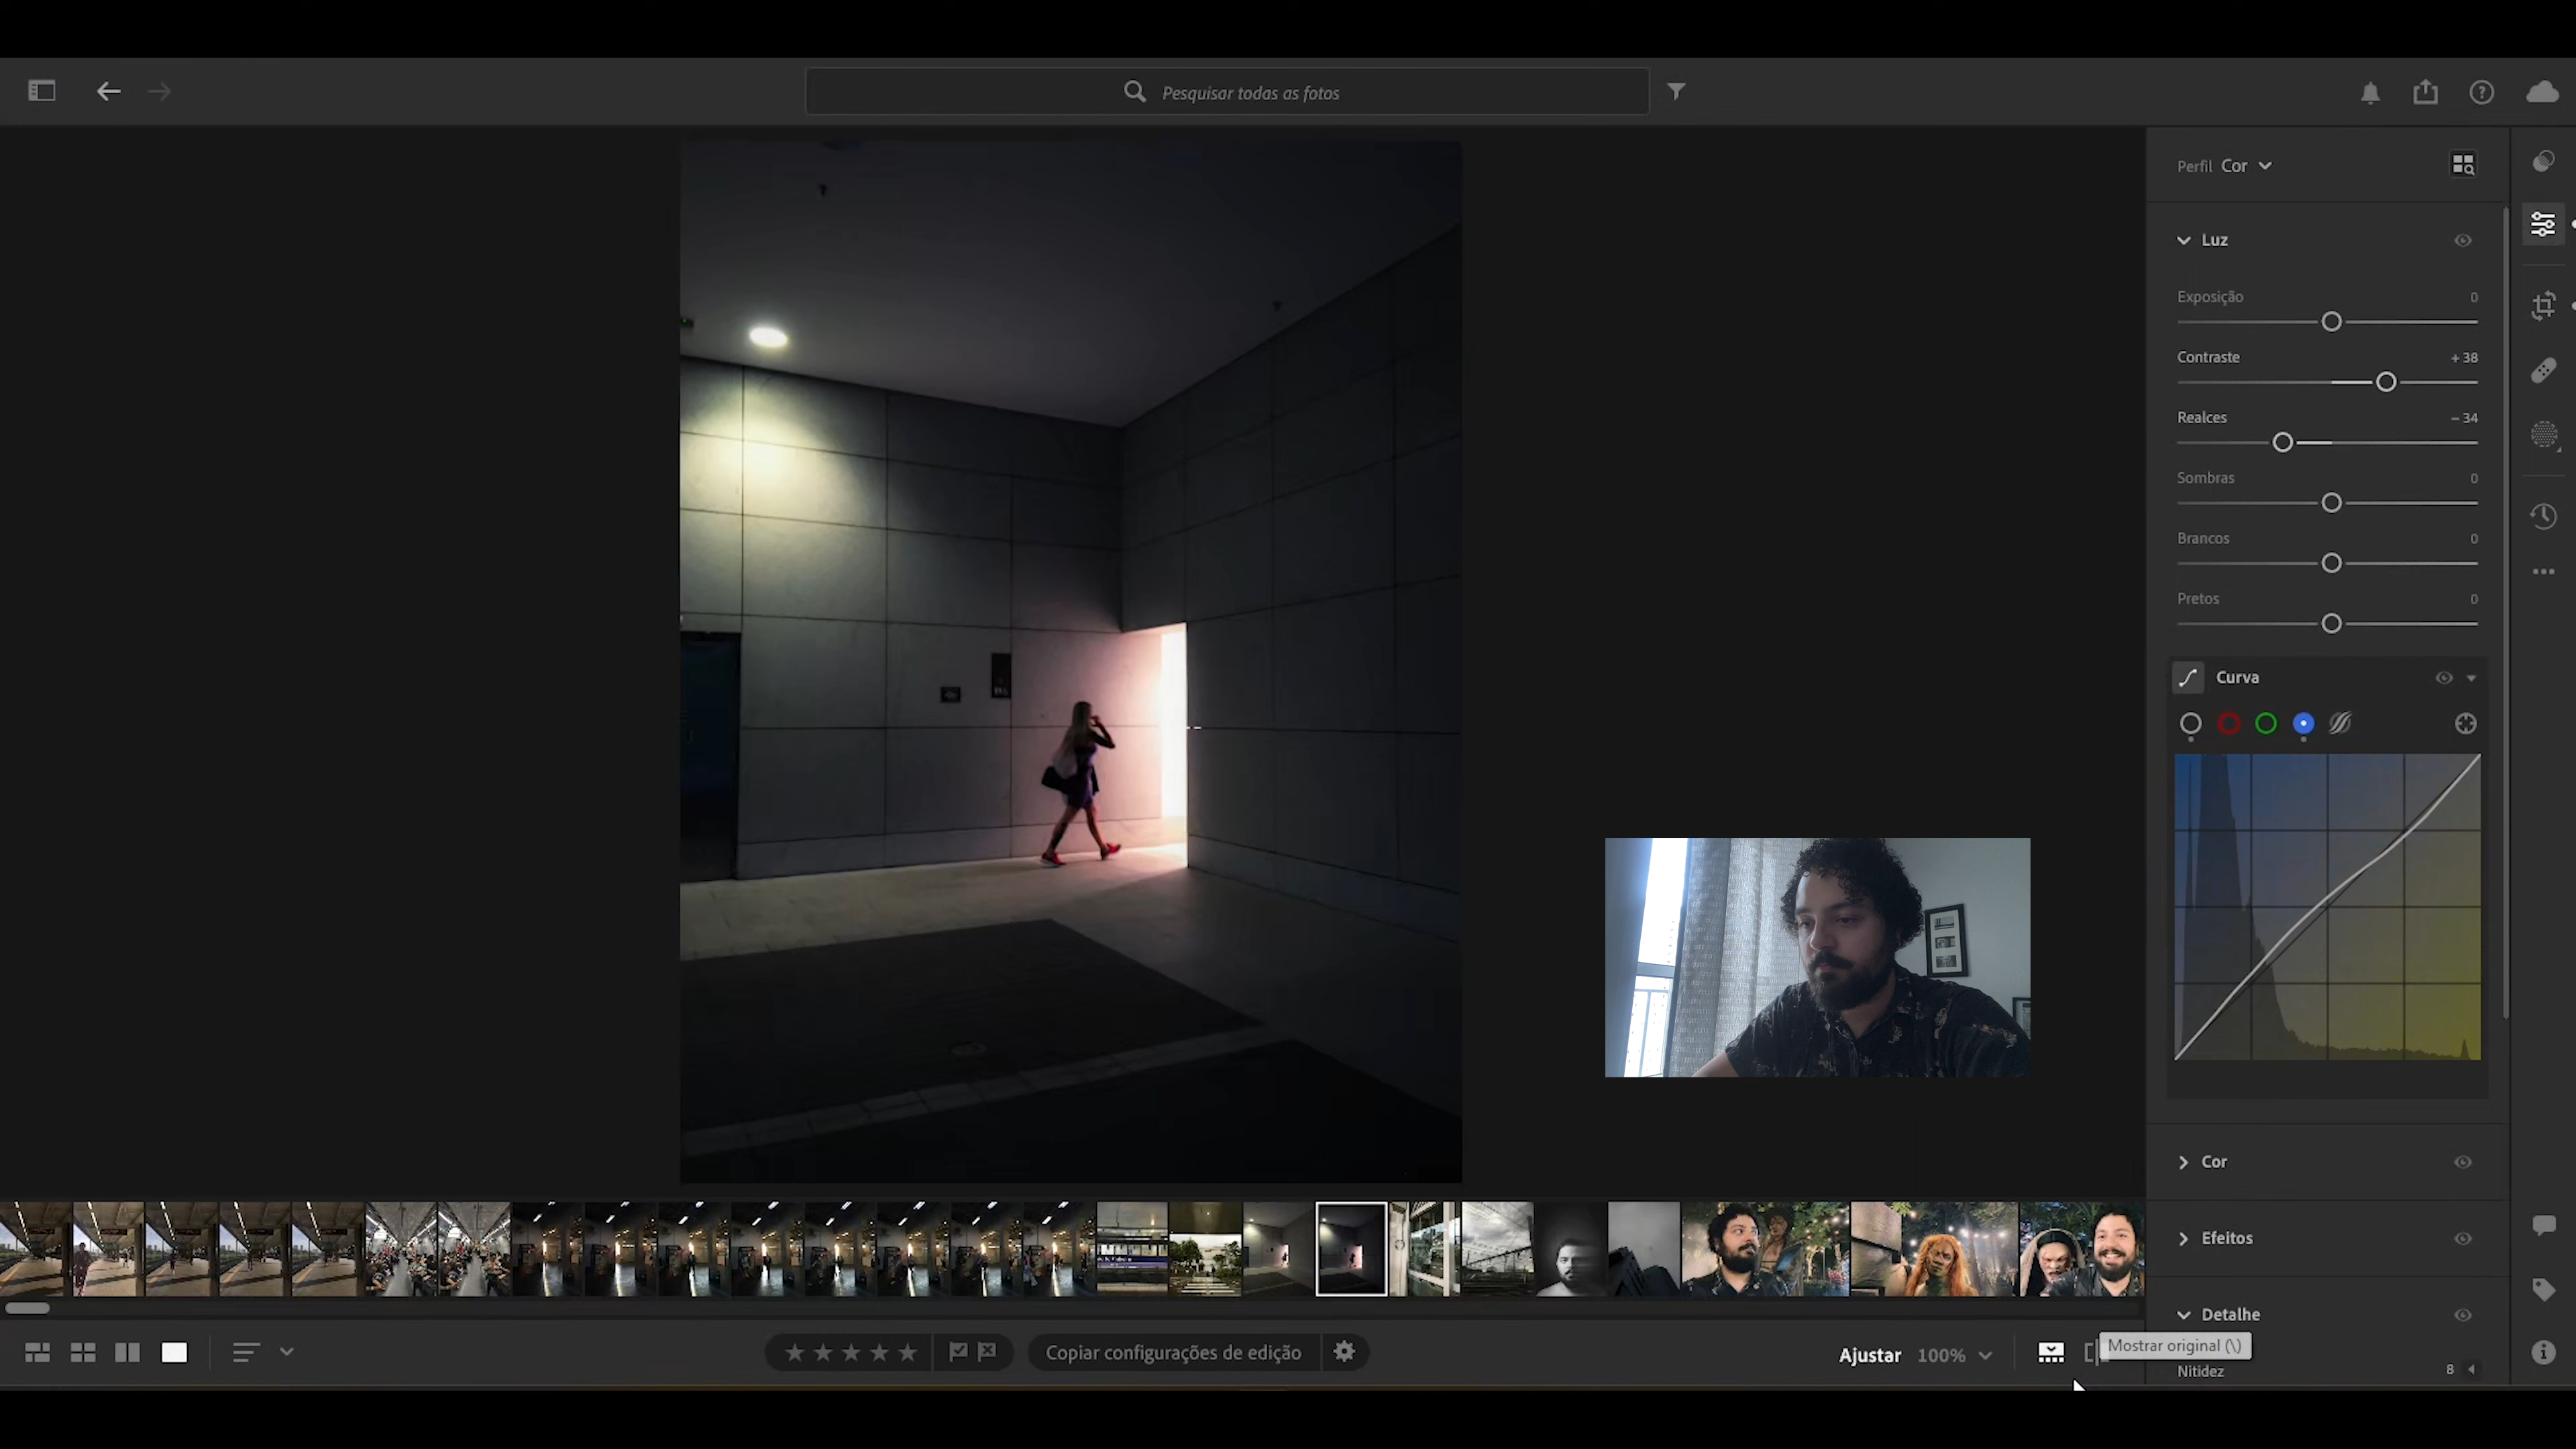 Pesquisar todas as fotos
Perfil Cor
Luz
Exposição 0
Contraste + 38
Realces – 34
Sombras 0
Brancos 0
Pretos 0
Curva
Cor
Efeitos
Detalhe
Mostrar original (\)
Nitidez 8
Copiar configurações de edição
Ajustar 100%